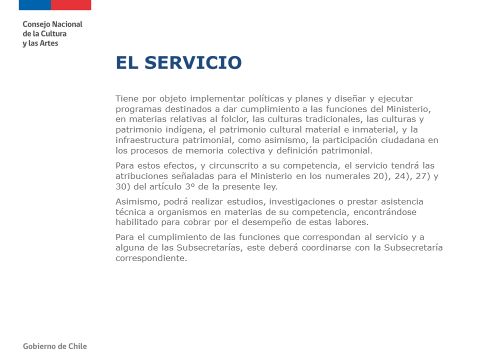 Consejo Nacional
de la Cultura
y las Artes
EL SERVICIO
Tiene por objeto implementar políticas y planes y diseñar y ejecutar
programas destinados a dar cumplimiento a las funciones del Ministerio,
en materias relativas al folclor, las culturas tradicionales, las culturas y
patrimonio indígena, el patrimonio cultural material e inmaterial, y la
infraestructura patrimonial, como asimismo, la participación ciudadana en
los procesos de memoria colectiva y definición patrimonial.
Para estos efectos, y circunscrito a su competencia, el servicio tendrá las
atribuciones señaladas para el Ministerio en los numerales 20), 24), 27) y
30) del artículo 3º de la presente ley.
Asimismo, podrá realizar estudios, investigaciones o prestar asistencia
técnica a organismos en materias de su competencia, encontrándose
habilitado para cobrar por el desempeño de estas labores.
Para el cumplimiento de las funciones que correspondan al servicio y a
alguna de las Subsecretarías, este deberá coordinarse con la Subsecretaría
correspondiente.
Gobierno de Chile